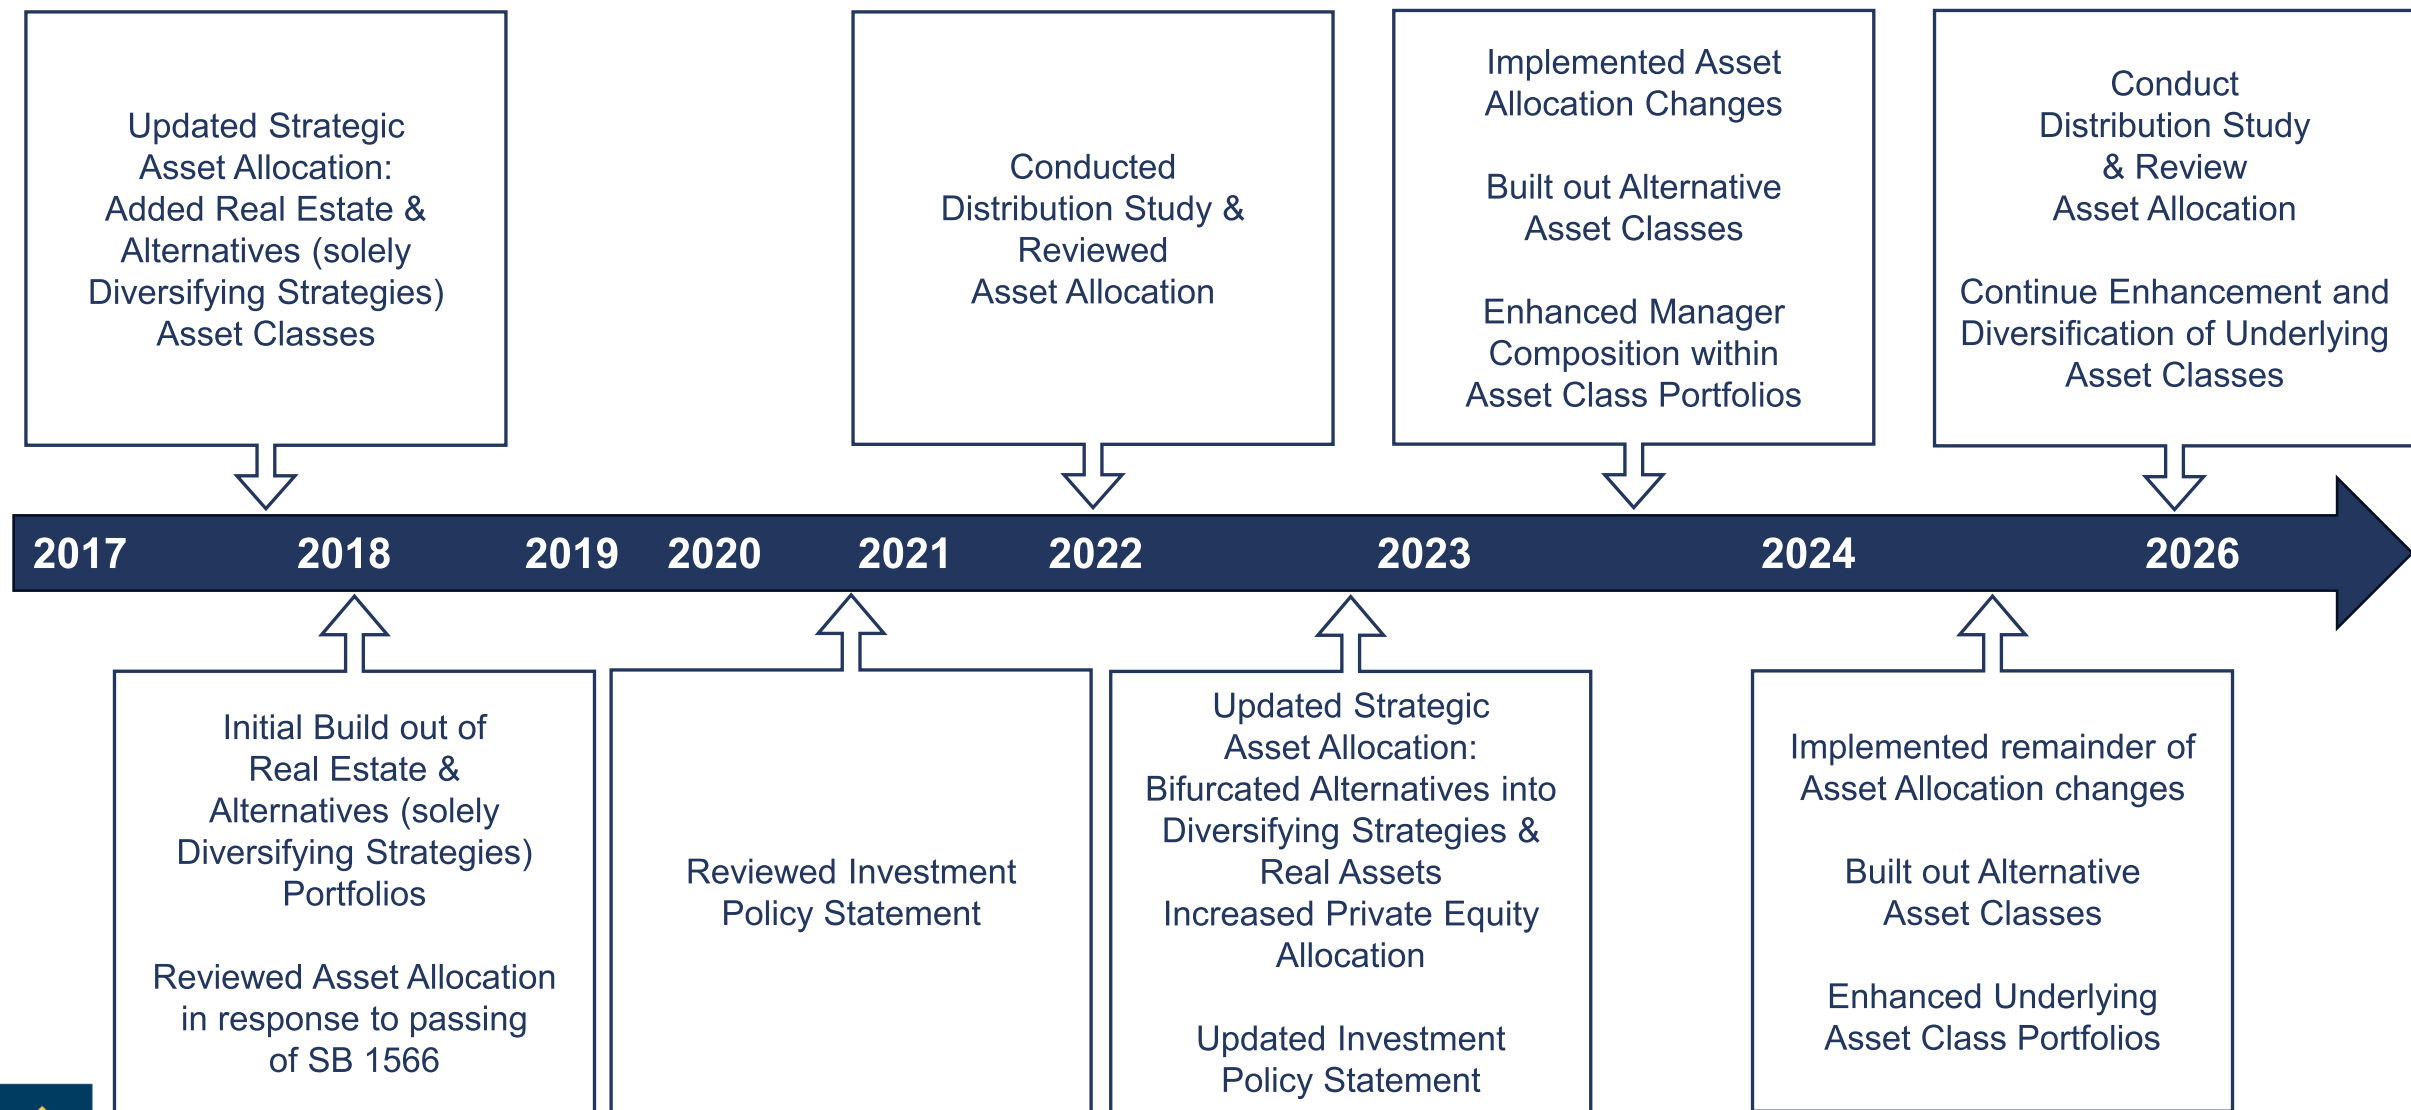 Updated Strategic
Asset Allocation:
Added Real Estate &
Alternatives (solely
Diversifying Strategies)
Asset Classes
Conducted
Distribution Study &
Reviewed
Asset Allocation
Implemented Asset
Allocation Changes
Built out Alternative
Asset Classes
Enhanced Manager
Composition within
Asset Class Portfolios
Conduct
Distribution Study
& Review
Asset Allocation
Continue Enhancement and
Diversification of Underlying
Asset Classes
2017 2018 2019 2020 2021 2022 2023 2024 2026
Initial Build out of
Real Estate &
Alternatives (solely
Diversifying Strategies)
Portfolios
Reviewed Asset Allocation
in response to passing
of SB 1566
Reviewed Investment
Policy Statement
Updated Strategic
Asset Allocation:
Bifurcated Alternatives into
Diversifying Strategies &
Real Assets
Increased Private Equity
Allocation
Updated Investment
Policy Statement
Implemented remainder of
Asset Allocation changes
Built out Alternative
Asset Classes
Enhanced Underlying
Asset Class Portfolios